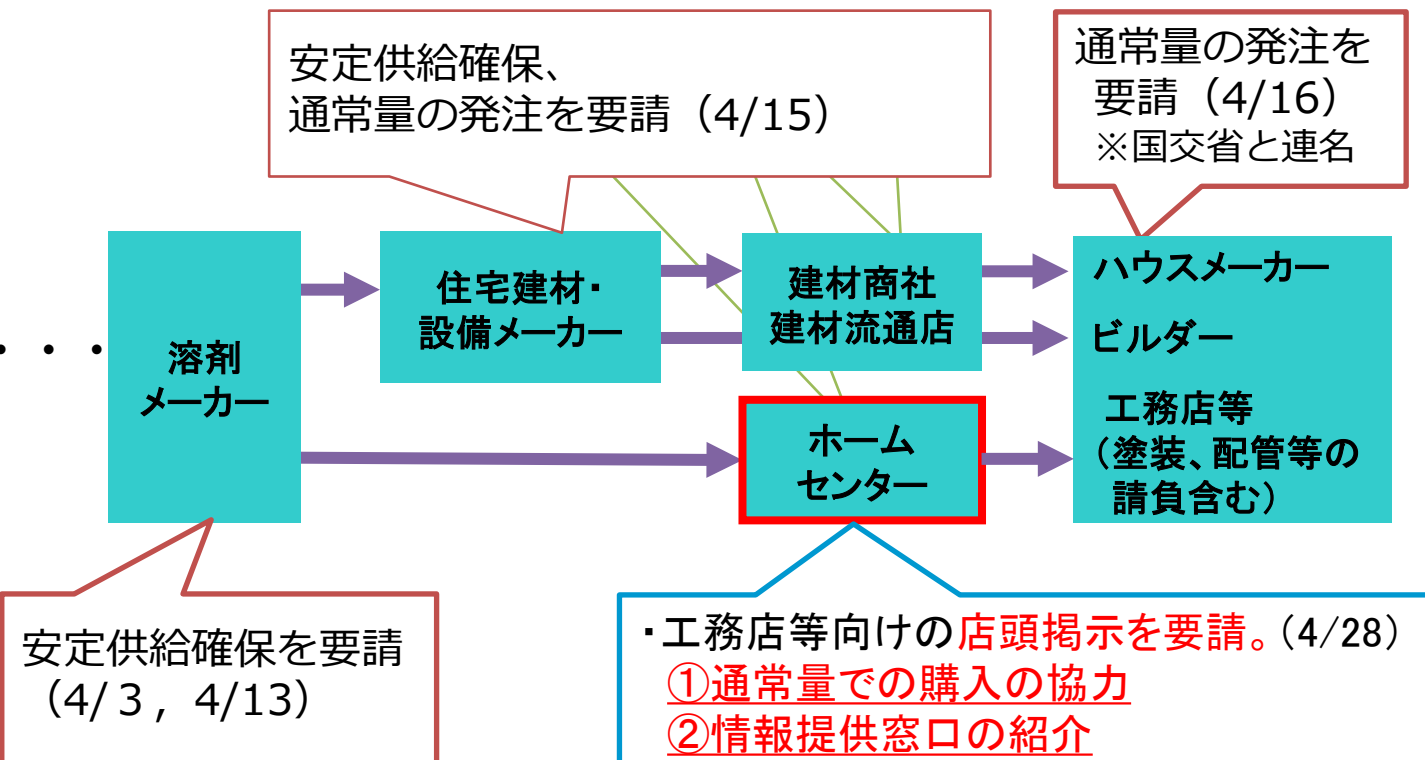 安定供給確保、
通常量の発注を要請（4/15）
通常量の発注を
要請（4/16）
※国交省と連名
・・・
溶剤
メーカー
住宅建材・
設備メーカー
建材商社
建材流通店
ホーム
センター
ハウスメーカー
ビルダー
工務店等
（塗装、配管等の
請負含む）
安定供給確保を要請
（4/３，4/13）
・工務店等向けの店頭掲示を要請。（4/28）
①通常量での購入の協力
②情報提供窓口の紹介